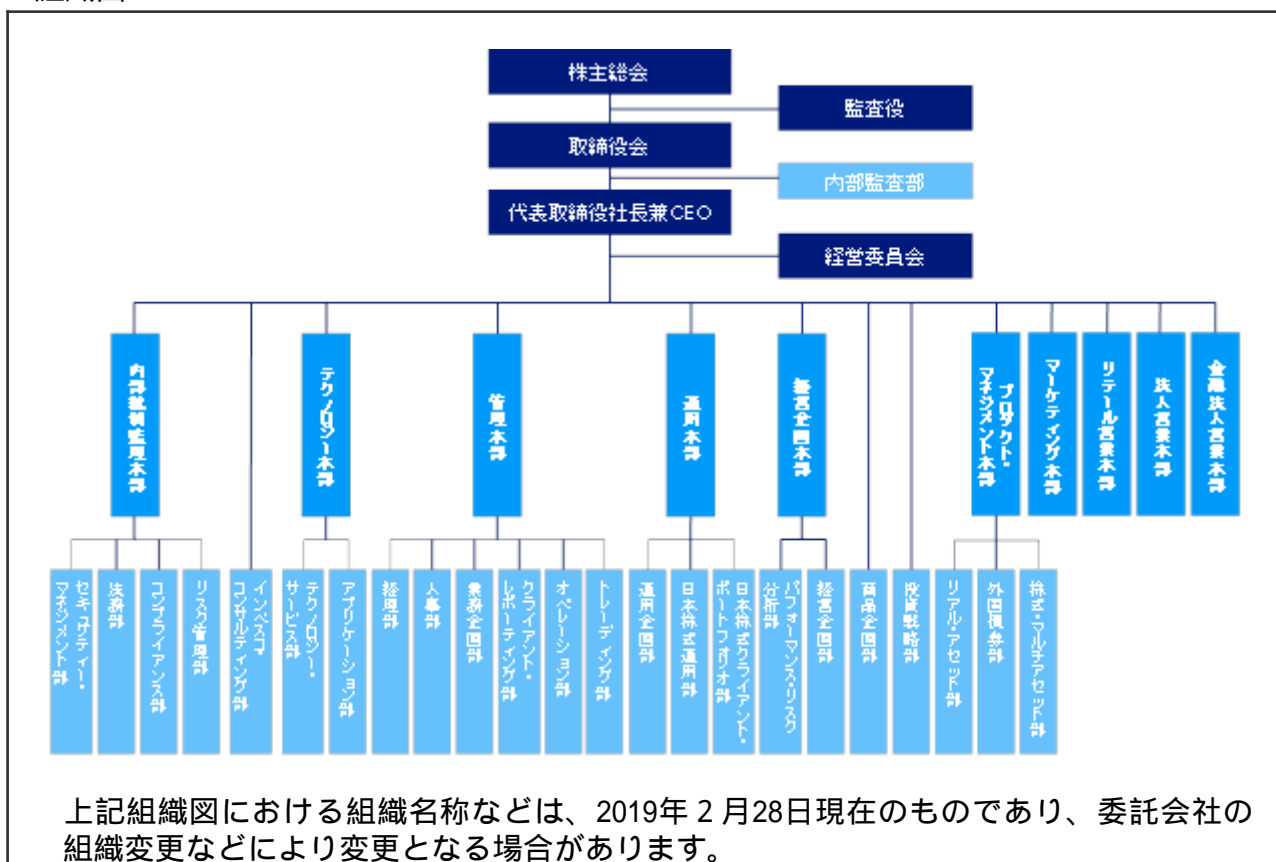 株主総会
監査役
取締役会
内部監査部
代表取締役社長兼CEO
経営委員会
内部統制監理本部
テクノロジー本部
管理本部
運用本部
経営企画本部
プロダクト・
マネジメント本部
マーケティング本部
リテール営業本部
法人営業本部
金融法人営業本部
セキュリティー・
マネジメント部
法務部
コンプライアンス部
リスク管理部
インベスコ・
コンサルティング部
テクノロジー・
サービス部
アプリケーション部
経理部
人事部
業務企画部
クライアント・
レポーティング部
オペレーション部
トレーディング部
運用企画部
日本株式運用部
日本株式クライアント・
ポートフォリオ部
パフォーマンス・リスク
分析部
経営企画部
商品企画部
投資戦略部
リアル・アセット部
外国債券部
株式・マルチアセット部
上記組織図における組織名称などは、2019年２月28日現在のものであり、委託会社の
組織変更などにより変更となる場合があります。